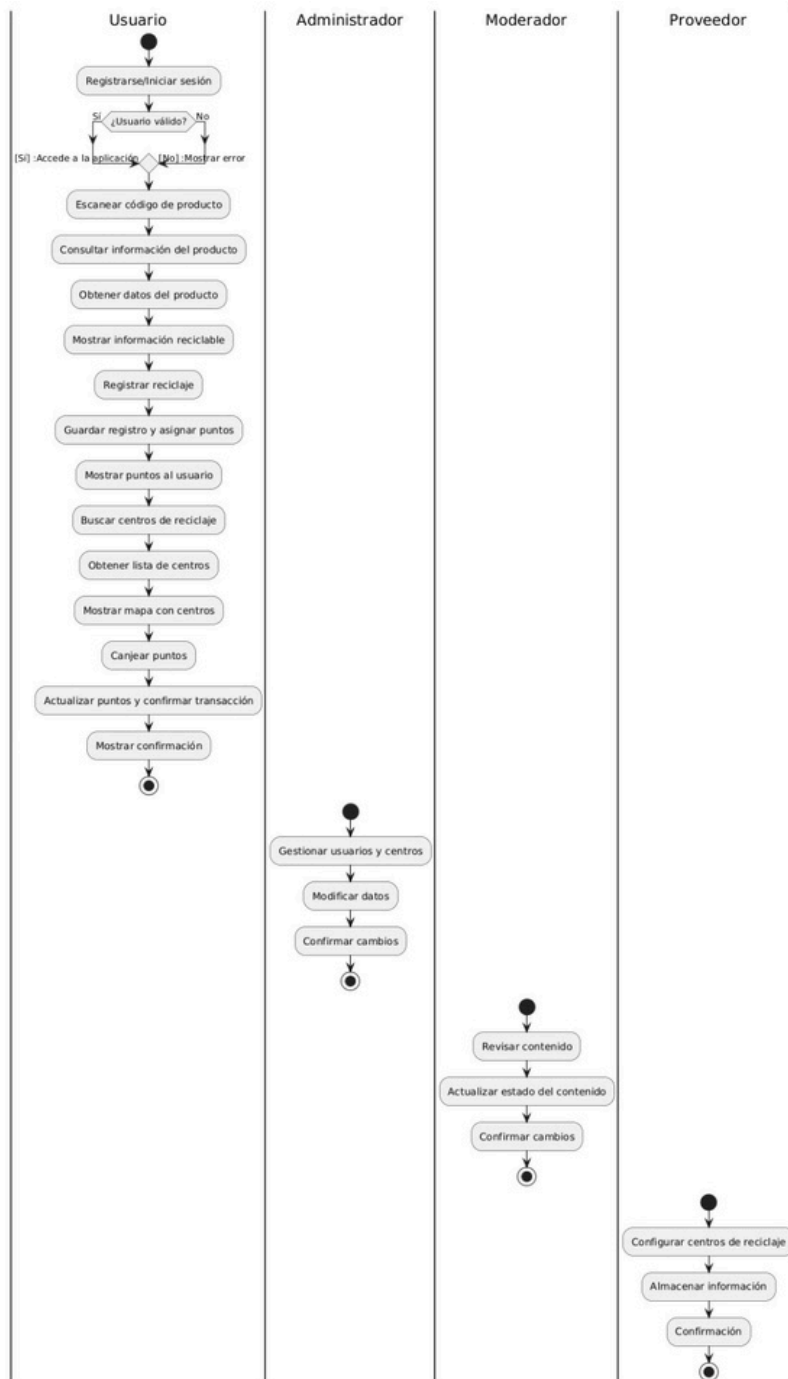 Usuario
Administrador
Moderador
Proveedor
Registrarse/Iniciar sesión
Sí
¿Usuario válido?
No
[Sí] :Accede a la aplicación
[No] :Mostrar error
Escanear código de producto
Consultar información del producto
Obtener datos del producto
Mostrar información reciclable
Registrar reciclaje
Guardar registro y asignar puntos
Mostrar puntos al usuario
Buscar centros de reciclaje
Obtener lista de centros
Mostrar mapa con centros
Canjear puntos
Actualizar puntos y confirmar transacción
Mostrar confirmación
Gestionar usuarios y centros
Modificar datos
Confirmar cambios
Revisar contenido
Actualizar estado del contenido
Confirmar cambios
Configurar centros de reciclaje
Almacenar información
Confirmación